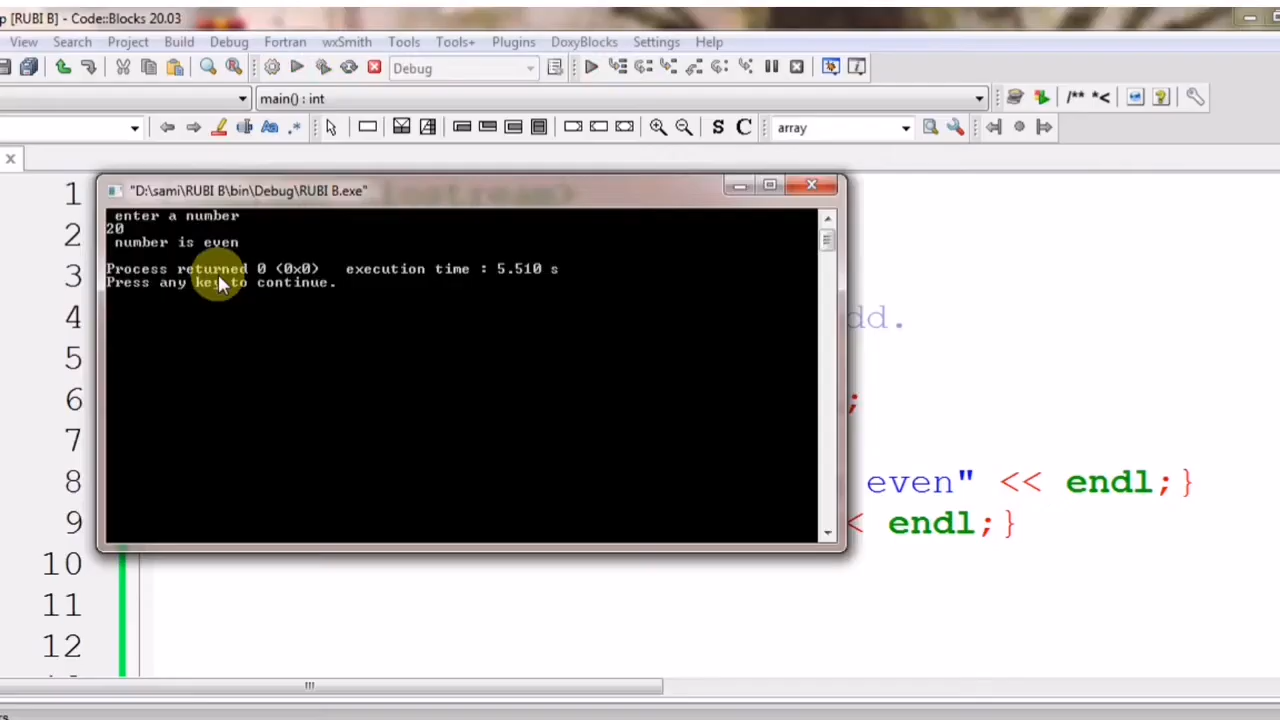 p [RUBI B] - Code::Blocks 20.03
View Search Project Build Debug Fortran wxSmith Tools Tools+ Plugins DoxyBlocks Settings Help
Debug
main() : int /** *<
.* S C array
1 "D:\sami\RUBI B\bin\Debug\RUBI B.exe"
enter a number
2 20
number is even
3 Process returned 0 (0x0) execution time : 5.510 s
Press any key to continue.
4 dd.
5
6 ;
7
8 even" << endl;}
9 < endl;}
10
11
12
rs.